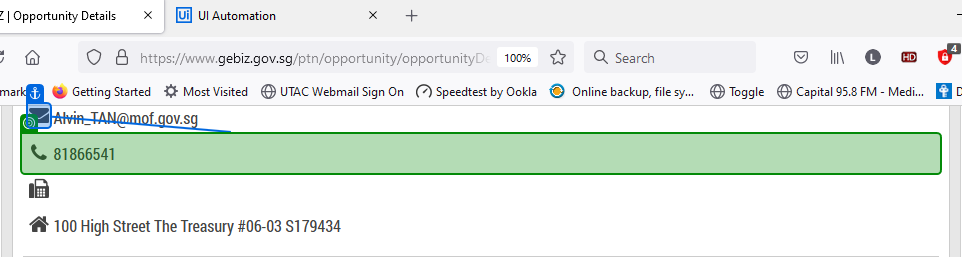 Z | Opportunity Details
Ui UI Automation
https://www.gebiz.gov.sg/ptn/opportunity/opportunityDe 100% Search L HD 4
mark Getting Started Most Visited UTAC Webmail Sign On Speedtest by Ookla Online backup, file sy... Toggle Capital 95.8 FM - Medi... D
Alvin_TAN@mof.gov.sg
81866541
100 High Street The Treasury #06-03 S179434